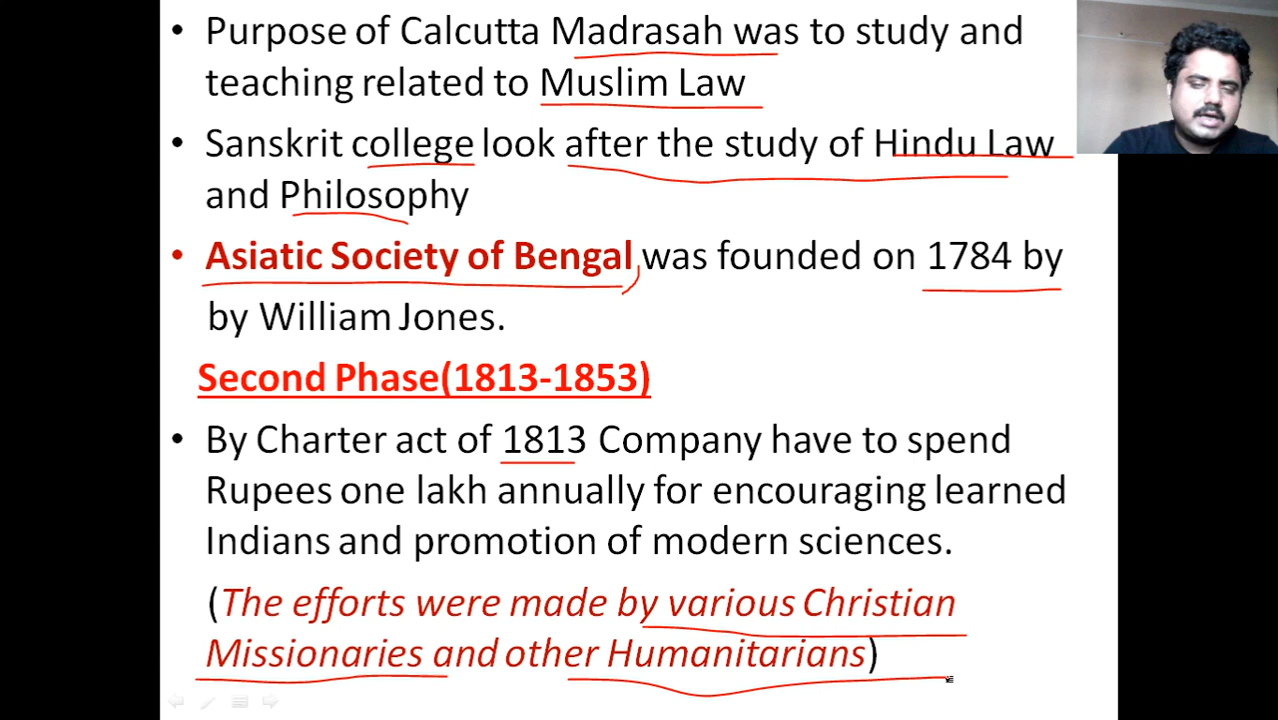 • Purpose of Calcutta Madrasah was to study and
teaching related to Muslim Law
• Sanskrit college look after the study of Hindu Law
and Philosophy
• Asiatic Society of Bengal, was founded on 1784 by
by William Jones.
Second Phase(1813-1853)
• By Charter act of 1813 Company have to spend
Rupees one lakh annually for encouraging learned
Indians and promotion of modern sciences.
(The efforts were made by various Christian
Missionaries and other Humanitarians)